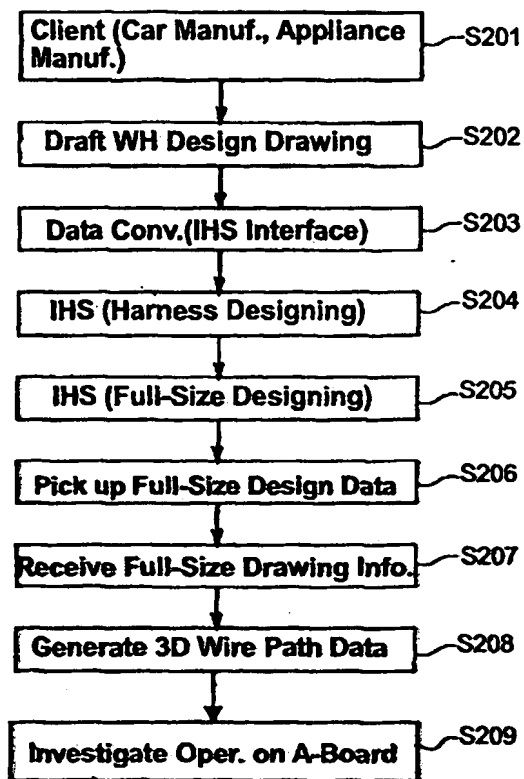 Client (Car Manuf., Appliance
Manuf.)
S201
Draft WH Design Drawing
S202
Data Conv.(IHS Interface)
S203
IHS (Harness Designing)
S204
IHS (Full-Size Designing)
S205
Pick up Full-Size Design Data
S206
Receive Full-Size Drawing Info.
S207
Generate 3D Wire Path Data
S208
Investigate Oper. on A-Board
S209